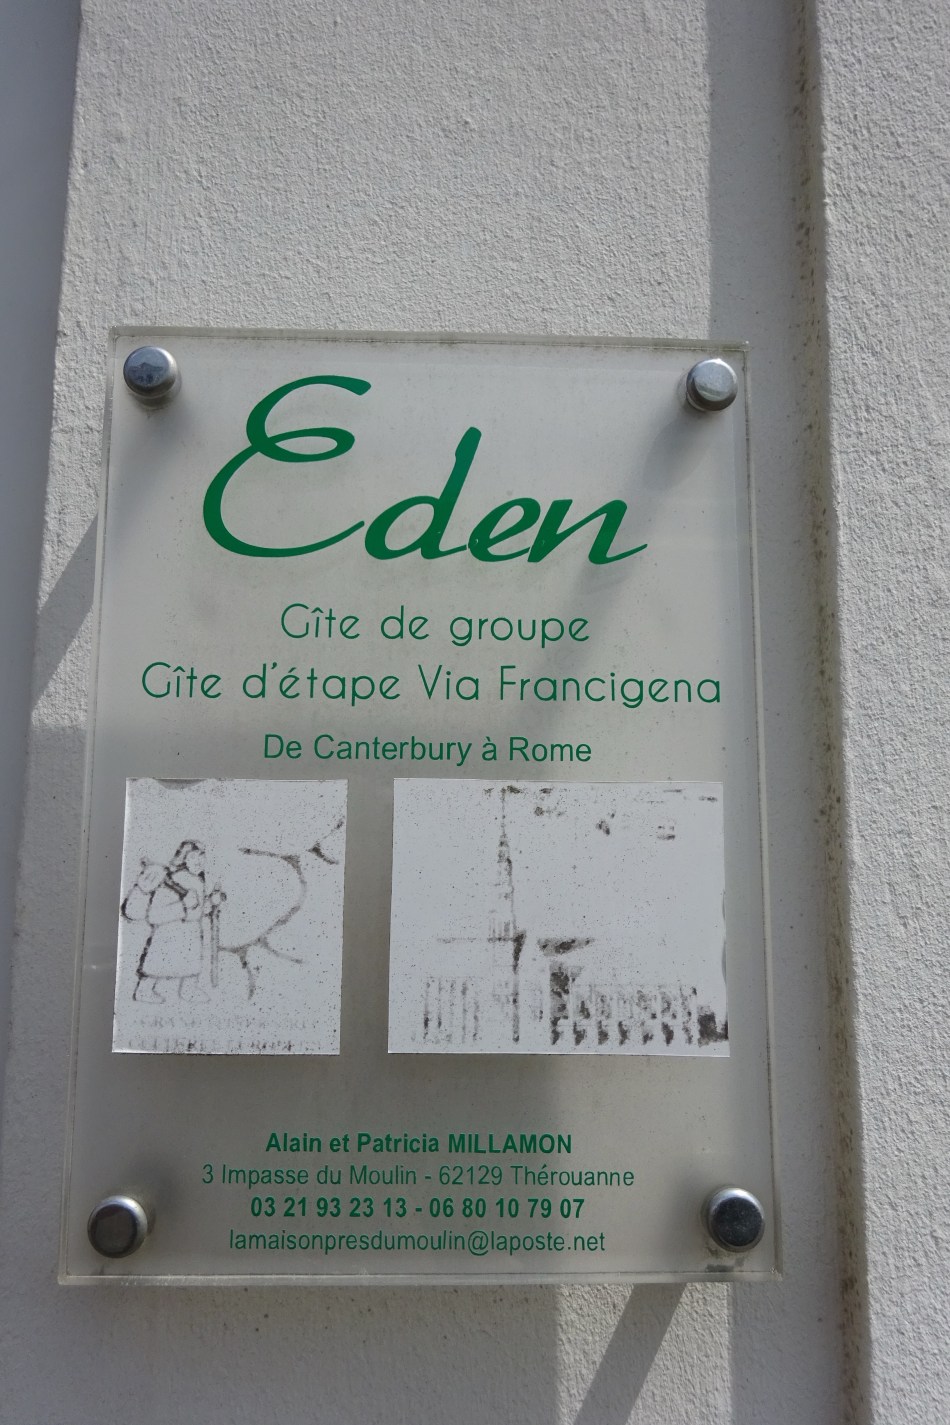 Eden
Gîte de groupe
Gîte d'étape Via Francigena
De Canterbury à Rome
Alain et Patricia MILLAMON
3 Impasse du Moulin - 62129 Thérouanne
03 21 93 23 13 - 06 80 10 79 07
lamaisonpresdumoulin@laposte.net